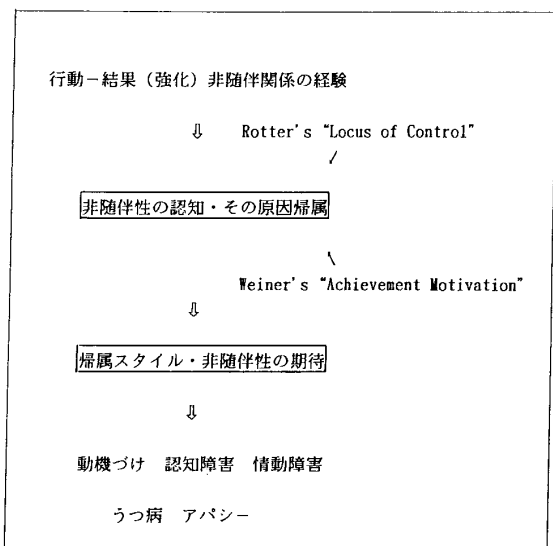 行動－結果（強化）非随伴関係の経験
⇩ Rotter's “Locus of Control”
非随伴性の認知・その原因帰属
Weiner's “Achievement Motivation”
⇩
帰属スタイル・非随伴性の期待
⇩
動機づけ 認知障害 情動障害
うつ病 アパシー